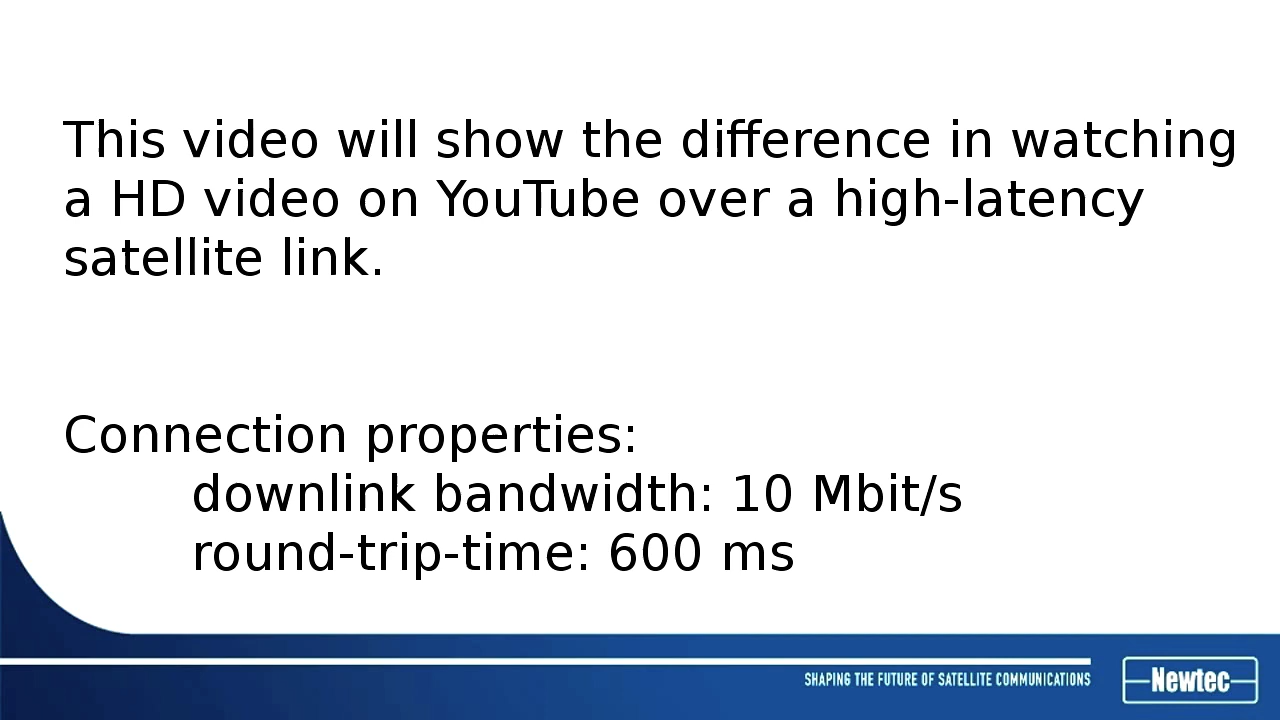 This video will show the difference in watching
a HD video on YouTube over a high-latency
satellite link.
Connection properties:
downlink bandwidth: 10 Mbit/s
round-trip-time: 600 ms
SHAPING THE FUTURE OF SATELLITE COMMUNICATIONS
Newtec